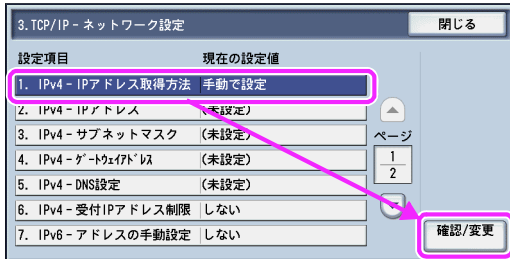 3.TCP/IP - ネットワーク設定
閉じる
設定項目 現在の設定値
1. IPv4 - IPアドレス取得方法 手動で設定
2. IPv4 - IPアドレス (未設定)
3. IPv4 - サブネットマスク (未設定)
ページ
4. IPv4 - ゲートウェイアドレス (未設定)
1
2
5. IPv4 - DNS設定 (未設定)
6. IPv4 - 受付IPアドレス制限 しない
7. IPv6 - アドレスの手動設定 しない
確認/変更